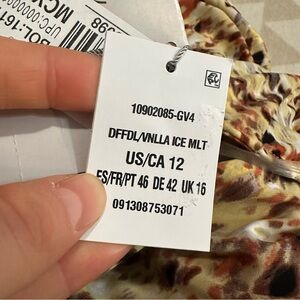 10902085-GV4
DFFDL/VNLLA ICE MLT
US/CA 12
ES/FR/PT 46 DE 42 UK 16
091308753071